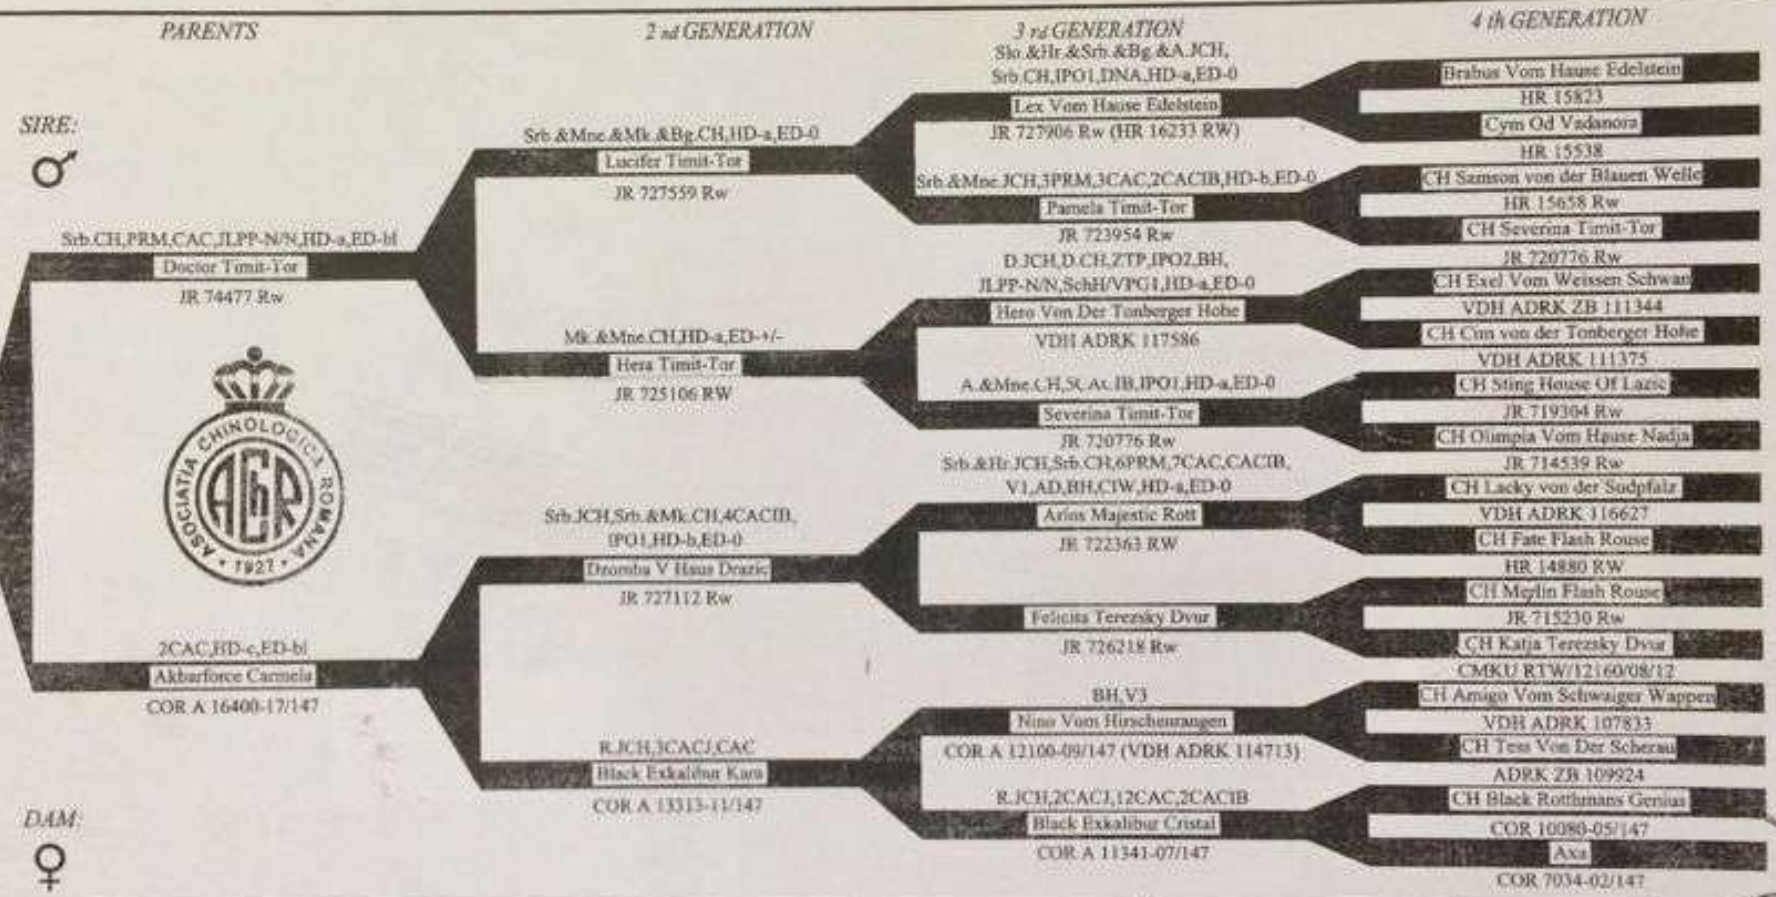 PARENTS
2 nd GENERATION
3 rd GENERATION
4 th GENERATION
SIRE:
Srb.CH,PRM,CAC,JLPP-N/N,HD-a,ED-bl
Doctor Timit-Tor
JR 74477 Rw
ASOCIATIA CHINOLOGICA ROMANA
AChR
• 1927 •
2CAC,HD-c,ED-bl
Akbarforce Carmela
COR A 16400-17/147
DAM:
Srb.&Mne.&Mk.&Bg.CH,HD-a,ED-0
Lucifer Timit-Tor
JR 727559 Rw
Mk.&Mne.CH,HD-a,ED-+/-
Hera Timit-Tor
JR 725106 RW
Srb.JCH,Srb.&Mk.CH,4CACIB,
IPO1,HD-b,ED-0
Dzomba V Haus Drazic
JR 727112 Rw
R.JCH,3CACJ,CAC
Black Exkalibur Kara
COR A 13313-11/147
Slo.&Hr.&Srb.&Bg.&A.JCH,
Srb.CH,IPO1,DNA,HD-a,ED-0
Lex Vom Hause Edelstein
JR 727906 Rw (HR 16233 RW)
Srb.&Mne.JCH,3PRM,3CAC,2CACIB,HD-b,ED-0
Pamela Timit-Tor
JR 723954 Rw
D.JCH,D.CH,ZTP,IPO2,BH,
JLPP-N/N,SchH/VPG1,HD-a,ED-0
Hero Von Der Tonberger Hohe
VDH ADRK 117586
A.&Mne.CH, IB,IPO1,HD-a,ED-0
Severina Timit-Tor
JR 720776 Rw
Srb.&Hr.JCH,Srb.CH,6PRM,7CAC,CACIB,
V1,AD,BH,CIW,HD-a,ED-0
Arios Majestic Rott
JR 722363 RW
Felicita Terezsky Dvur
JR 726218 Rw
BH,V3
Nino Vom Hirschenrangen
COR A 12100-09/147 (VDH ADRK 114713)
R.JCH,2CACJ,12CAC,2CACIB
Black Exkalibur Cristal
COR A 11341-07/147
Brabus Vom Hause Edelstein
HR 15823
Cym Od Vadanora
HR 15538
CH Samson von der Blauen Welle
HR 15658 Rw
CH Severina Timit-Tor
JR 720776 Rw
CH Exel Vom Weissen Schwan
VDH ADRK ZB 111344
CH Cim von der Tonberger Hohe
VDH ADRK 111375
CH Sting House Of Lazic
JR 719304 Rw
CH Olimpia Vom Hause Nadja
JR 714539 Rw
CH Lacky von der Sudpfalz
VDH ADRK 116627
CH Fate Flash Rouse
HR 14880 RW
CH Merlin Flash Rouse
JR 715230 Rw
CH Katja Terezsky Dvur
CMKU RTW/12160/08/12
CH Amigo Vom Schwaiger Wappen
VDH ADRK 107833
CH Tess Von Der Scherau
ADRK ZB 109924
CH Black Rotthmans Genius
COR 10080-05/147
Axa
COR 7034-02/147